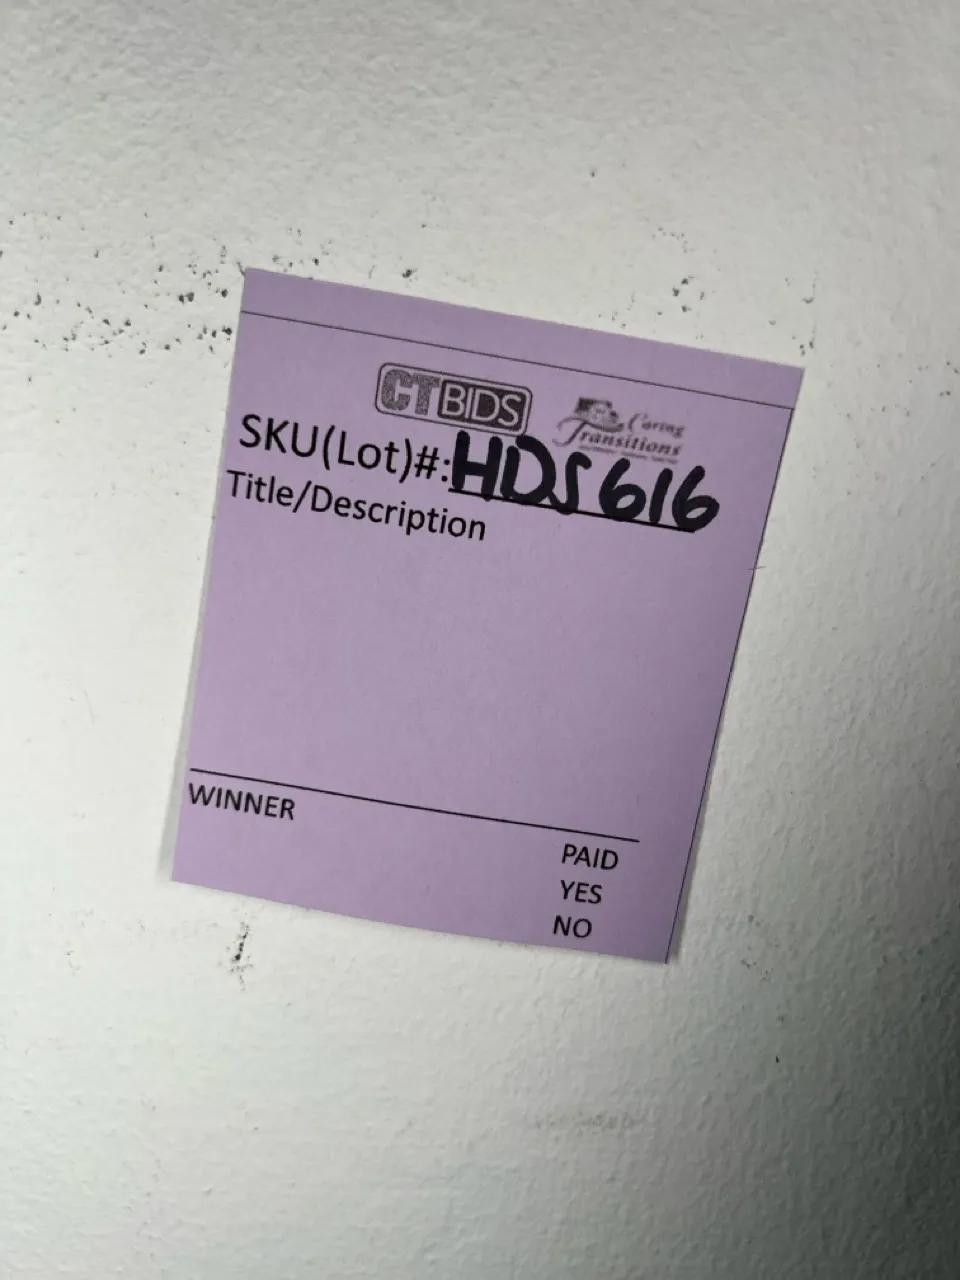 CTBIDS
Caring
Transitions
SKU(Lot)#:HDS616
Title/Description
WINNER
PAID
YES
NO